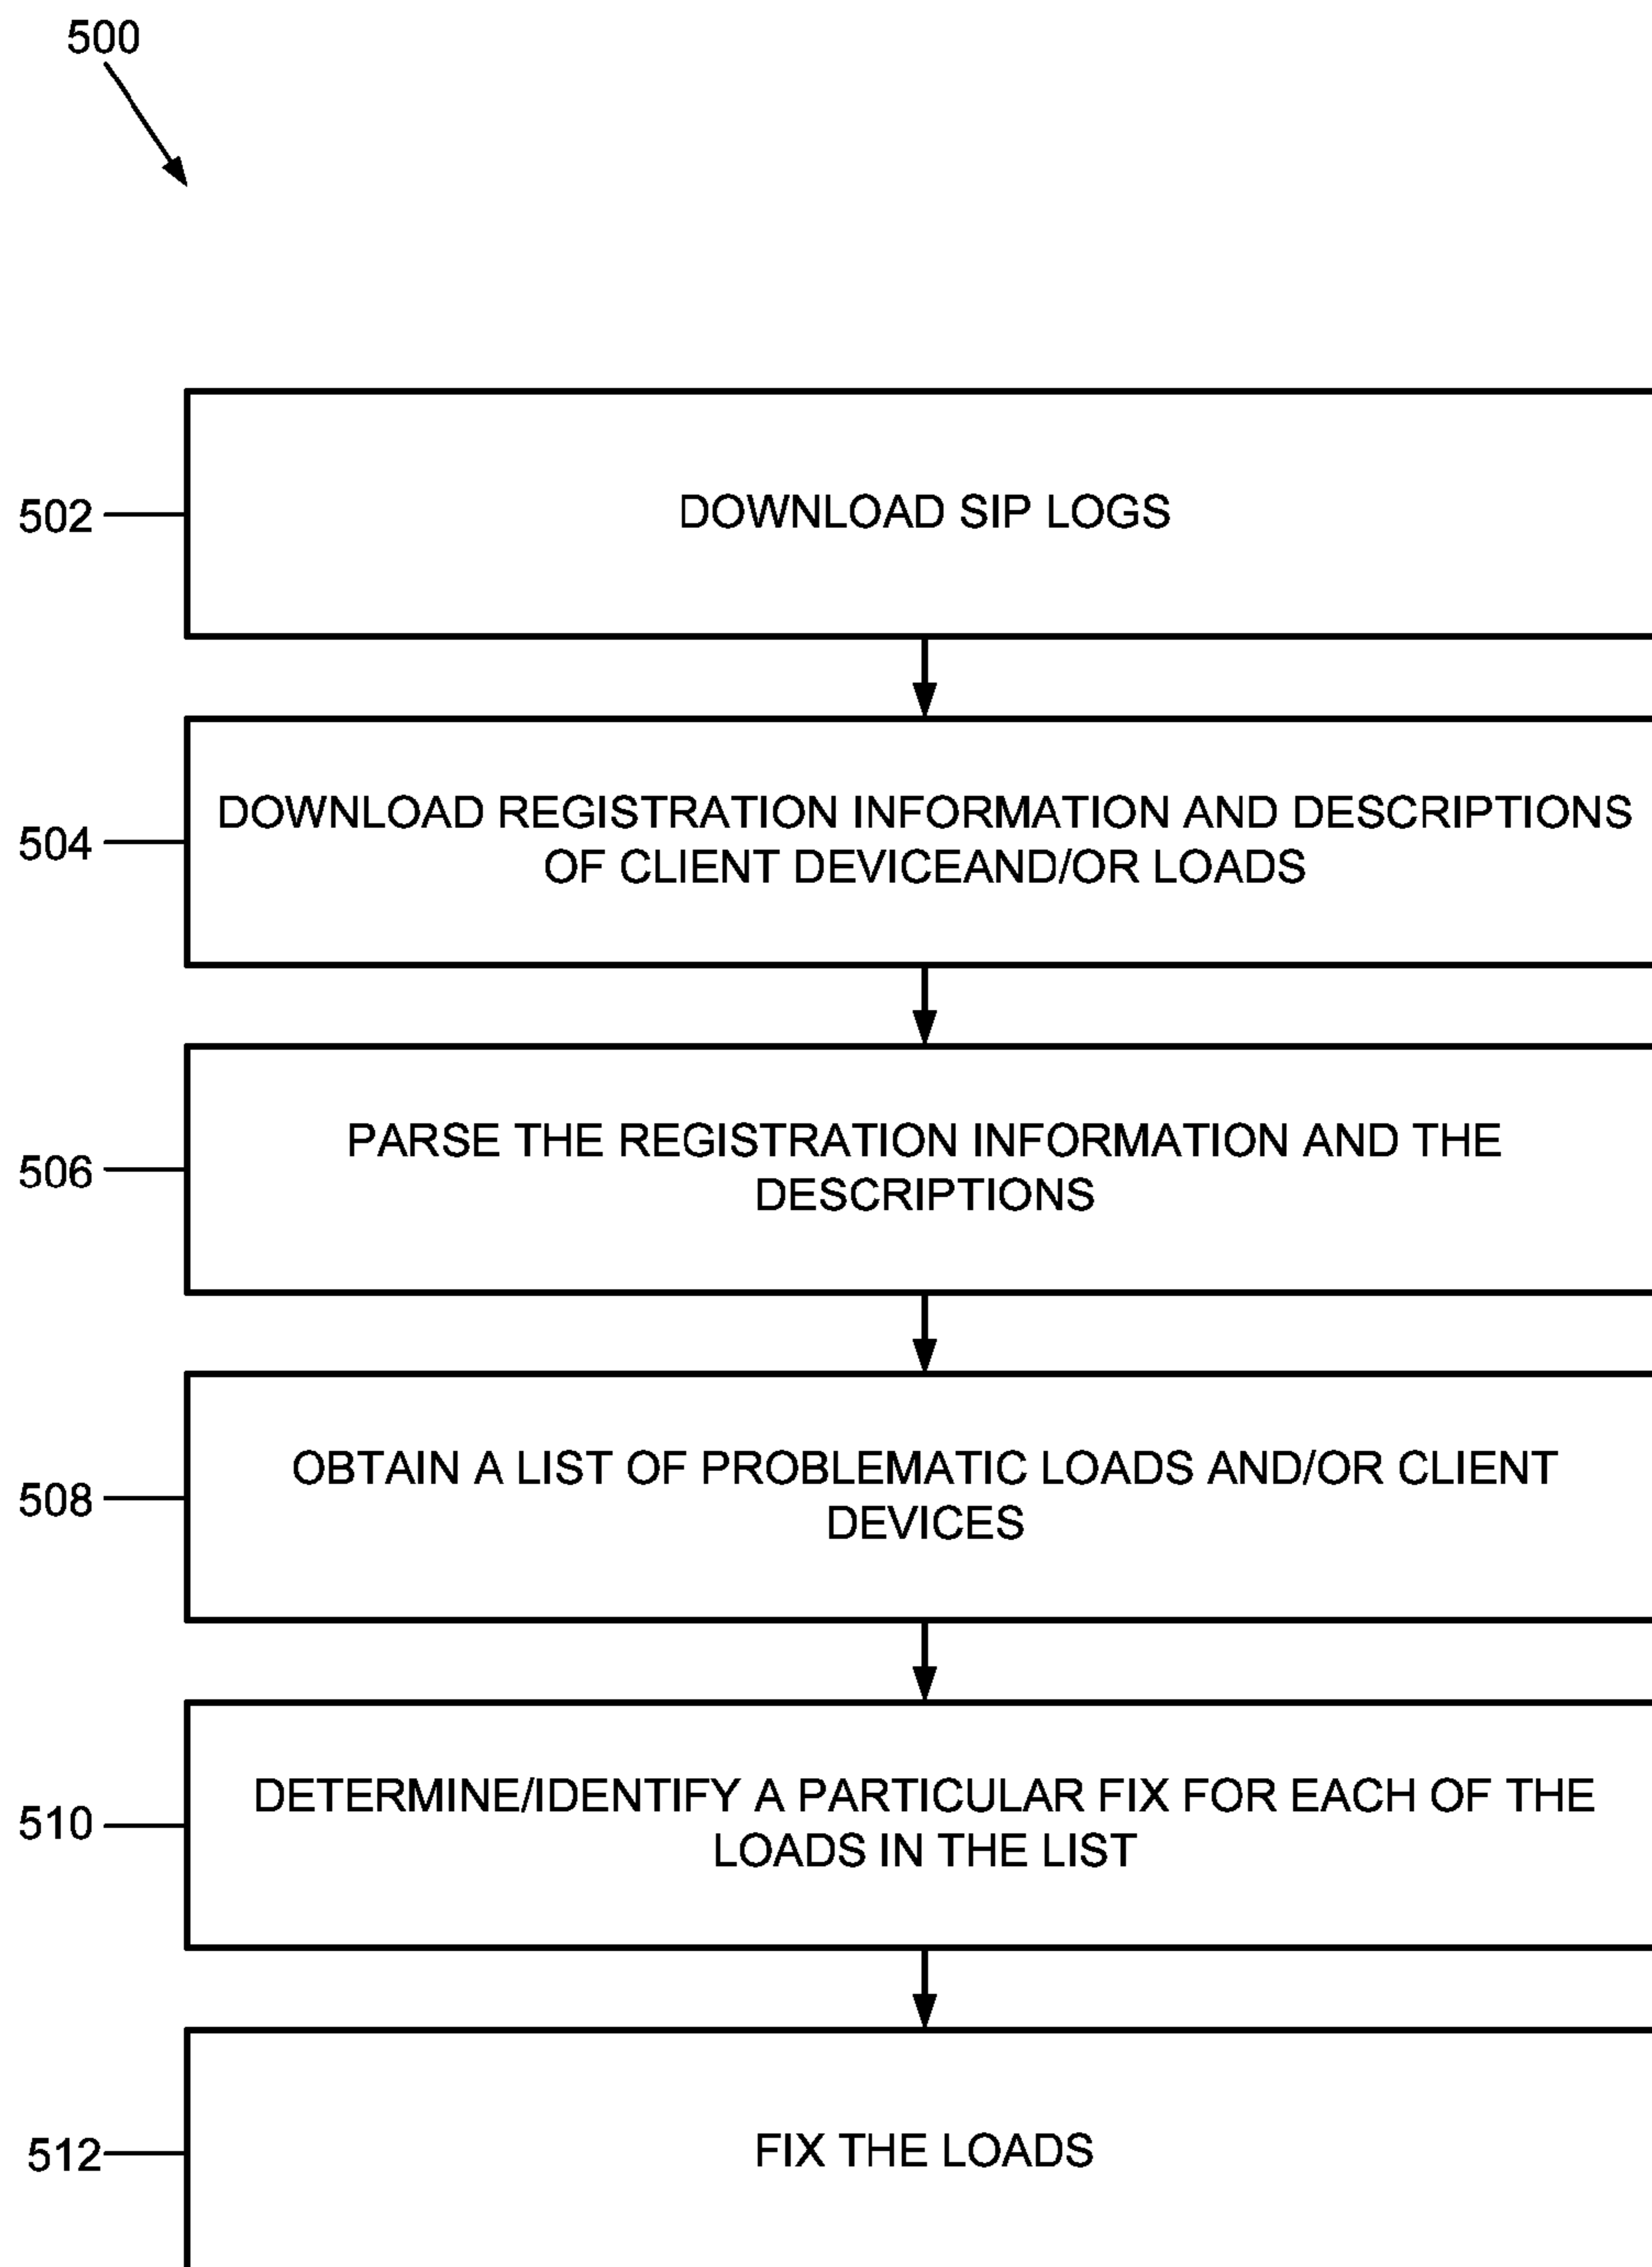 500
502
DOWNLOAD SIP LOGS
504
DOWNLOAD REGISTRATION INFORMATION AND DESCRIPTIONS
OF CLIENT DEVICEAND/OR LOADS
506
PARSE THE REGISTRATION INFORMATION AND THE
DESCRIPTIONS
508
OBTAIN A LIST OF PROBLEMATIC LOADS AND/OR CLIENT
DEVICES
510
DETERMINE/IDENTIFY A PARTICULAR FIX FOR EACH OF THE
LOADS IN THE LIST
512
FIX THE LOADS